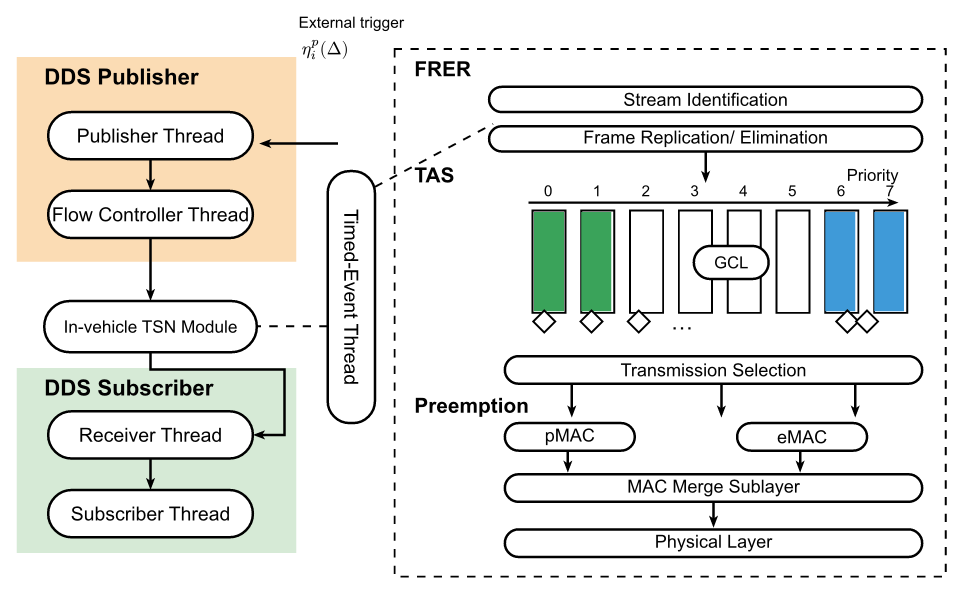 External trigger
η_i^p(Δ)
DDS Publisher
Publisher Thread
Flow Controller Thread
In-vehicle TSN Module
DDS Subscriber
Receiver Thread
Subscriber Thread
Timed-Event Thread
FRER
Stream Identification
Frame Replication/ Elimination
TAS
Priority
0 1 2 3 4 5 6 7
GCL
...
Transmission Selection
Preemption
pMAC
eMAC
MAC Merge Sublayer
Physical Layer